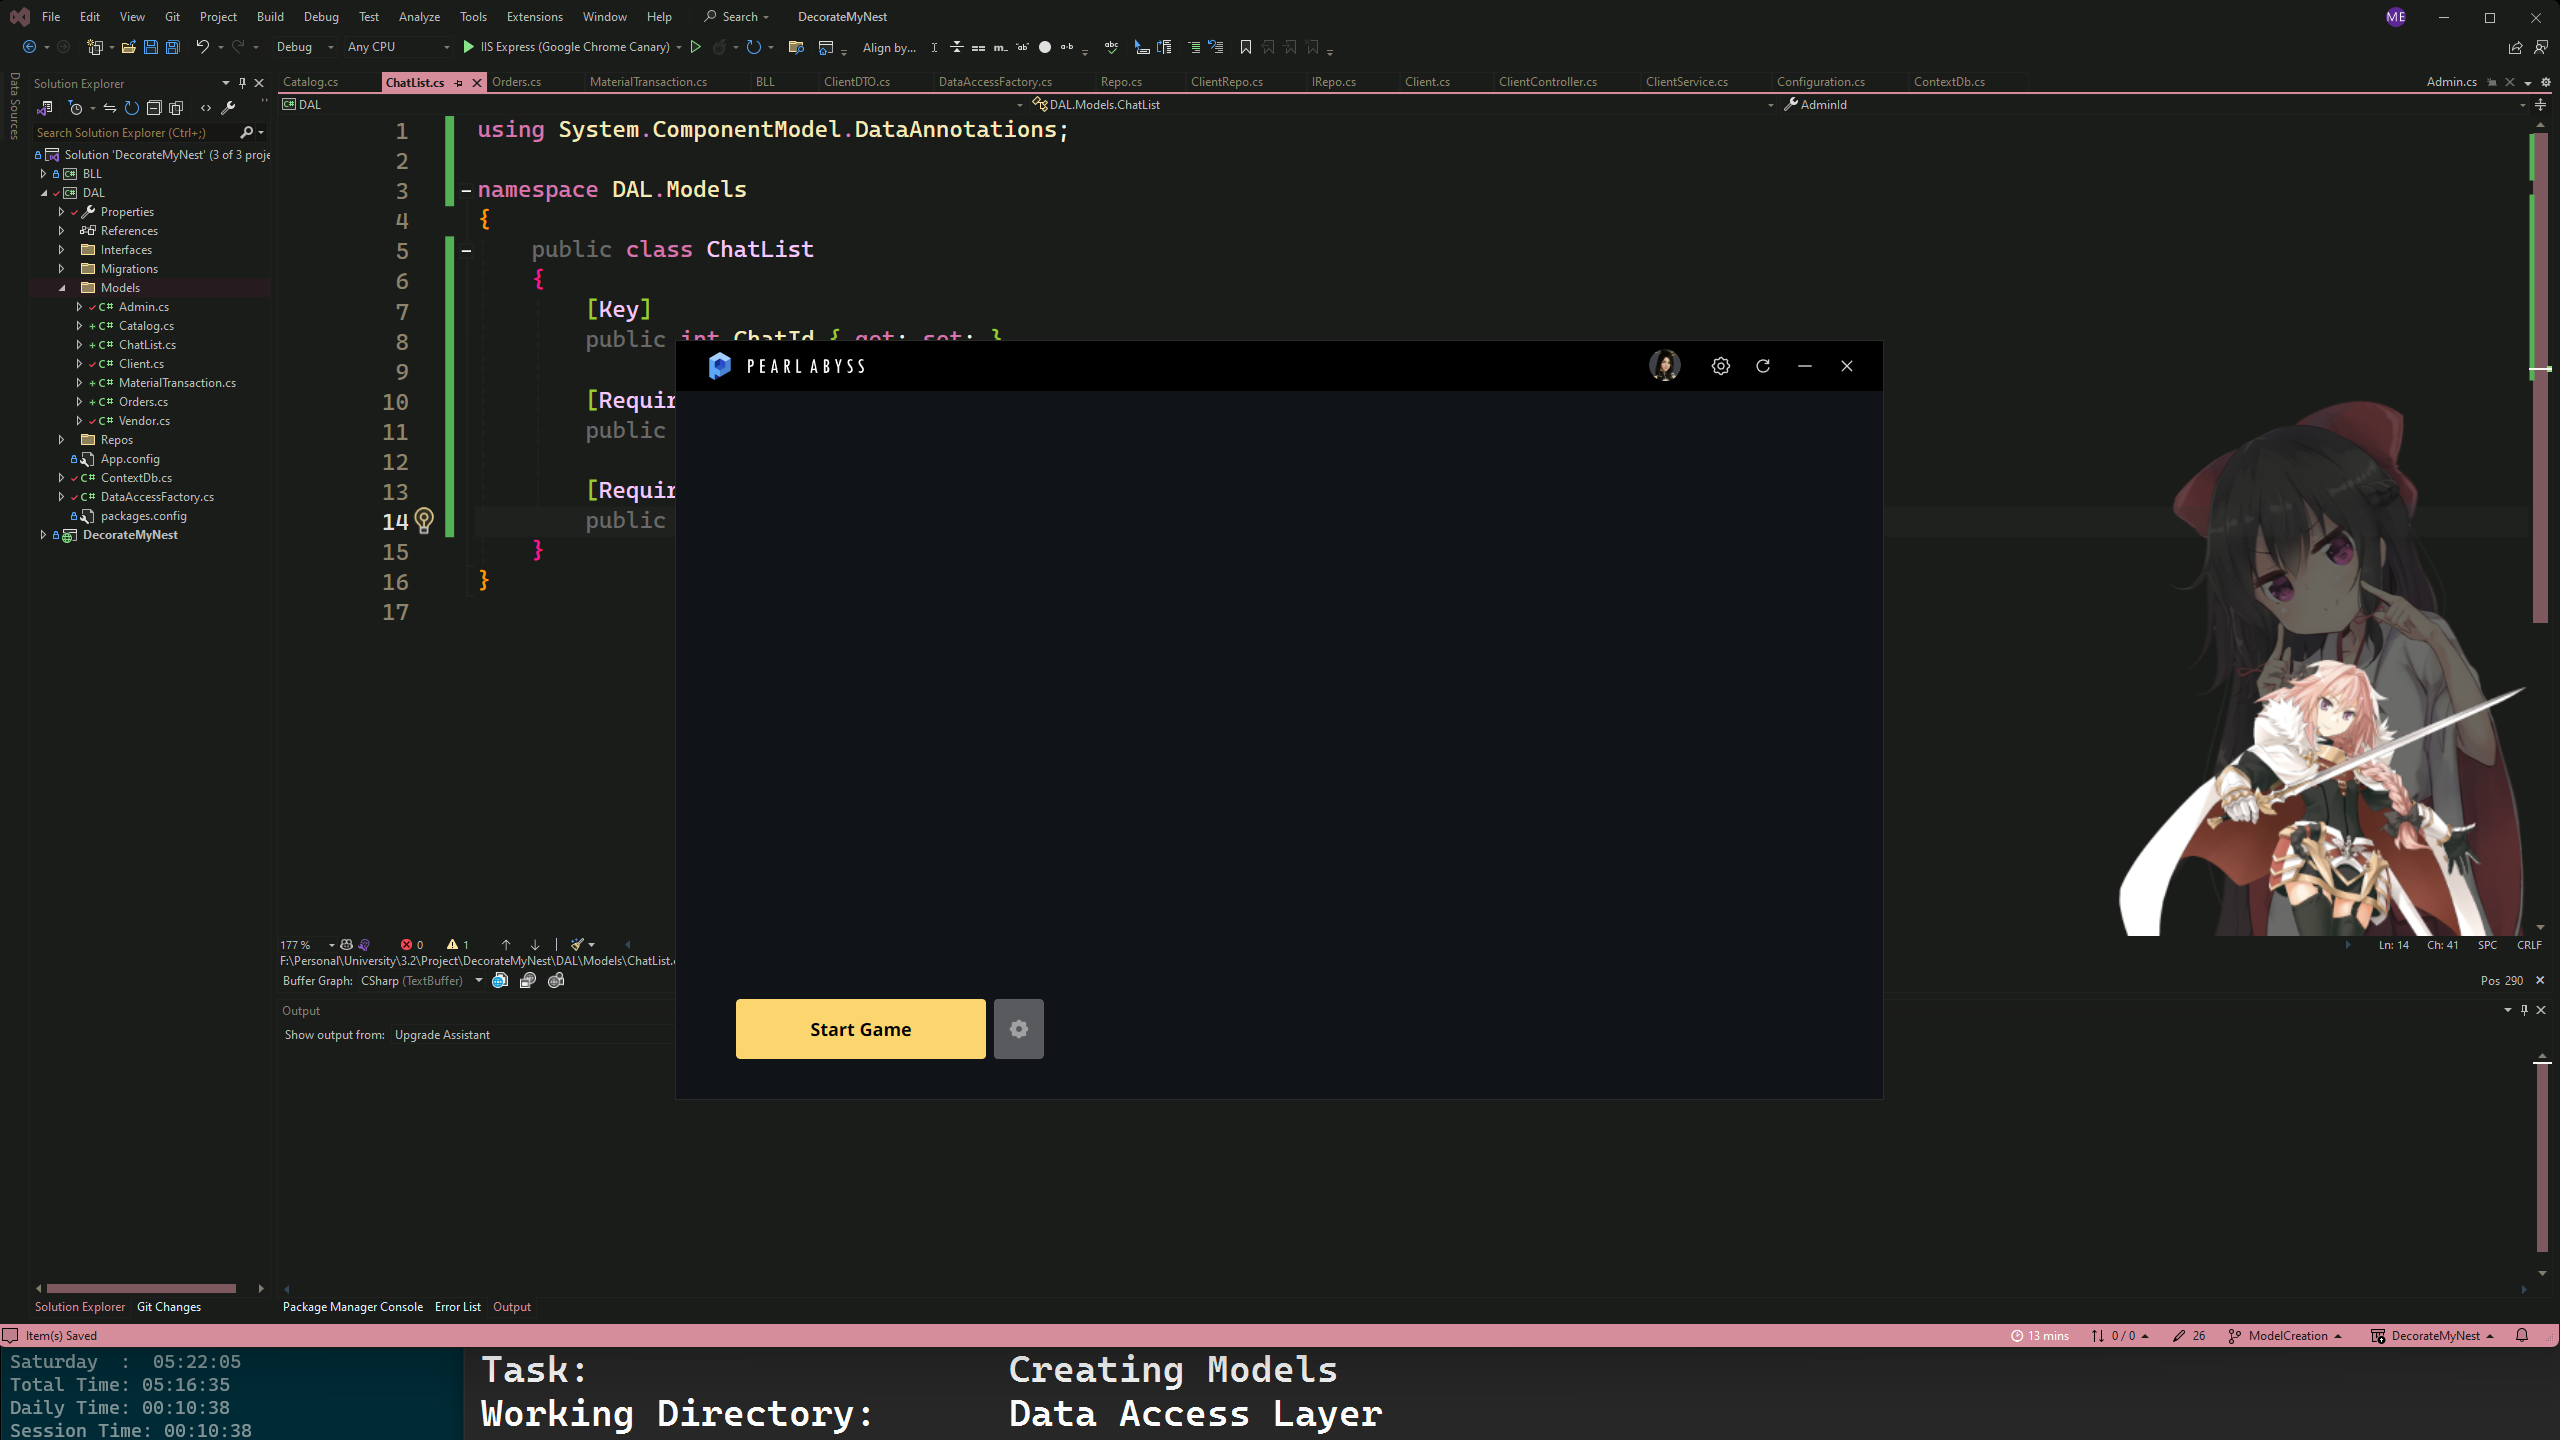 File Edit View Git Project Build Debug Test Analyze Tools Extensions Window Help Search DecorateMyNest ME
Debug Any CPU IIS Express (Google Chrome Canary) Align by...
Data Sources
Solution Explorer
Search Solution Explorer (Ctrl+;)
Solution 'DecorateMyNest' (3 of 3 proje
BLL
DAL
Properties
References
Interfaces
Migrations
Models
C# Admin.cs
C# Catalog.cs
C# ChatList.cs
C# Client.cs
C# MaterialTransaction.cs
C# Orders.cs
C# Vendor.cs
Repos
App.config
C# ContextDb.cs
C# DataAccessFactory.cs
packages.config
DecorateMyNest
Solution Explorer Git Changes
Catalog.cs ChatList.cs Orders.cs MaterialTransaction.cs BLL ClientDTO.cs DataAccessFactory.cs Repo.cs ClientRepo.cs IRepo.cs Client.cs ClientController.cs ClientService.cs Configuration.cs ContextDb.cs Admin.cs
DAL DAL.Models.ChatList AdminId
1 using System.ComponentModel.DataAnnotations;
2
3 namespace DAL.Models
4 {
5 public class ChatList
6 {
7 [Key]
8 public int ChatId { get; set; }
9
10 [Requir
11 public
12
13 [Requir
14 public
15 }
16 }
17
PEARL ABYSS
Start Game
177 % 0 1 Ln: 14 Ch: 41 SPC CRLF
F:\Personal\University\3.2\Project\DecorateMyNest\DAL\Models\ChatList.c
Buffer Graph: CSharp (TextBuffer) Pos 290
Output
Show output from: Upgrade Assistant
Package Manager Console Error List Output
Item(s) Saved 13 mins 0 / 0 26 ModelCreation DecorateMyNest
Saturday : 05:22:05
Total Time: 05:16:35
Daily Time: 00:10:38
Session Time: 00:10:38
Task: Creating Models
Working Directory: Data Access Layer